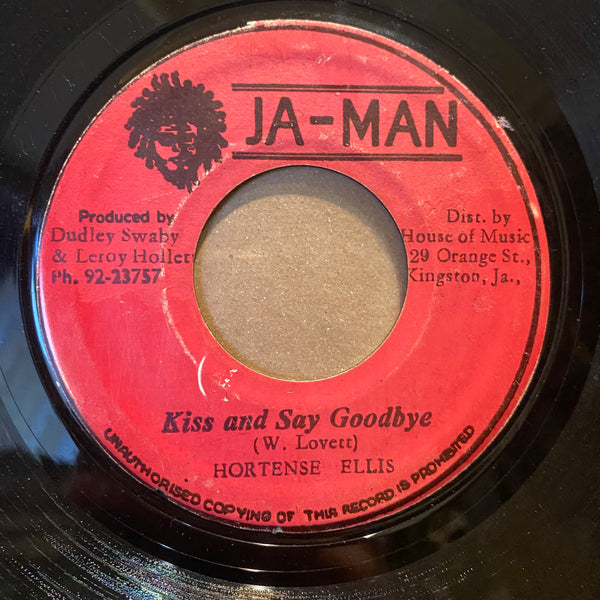 JA-MAN
Produced by
Dudley Swaby
& Leroy Hollett
Ph. 92-23757
Dist. by
House of Music
29 Orange St.,
Kingston, Ja.,
Kiss and Say Goodbye
(W. Lovett)
HORTENSE ELLIS
UNAUTHORISED COPYING OF THIS RECORD IS PROHIBITED